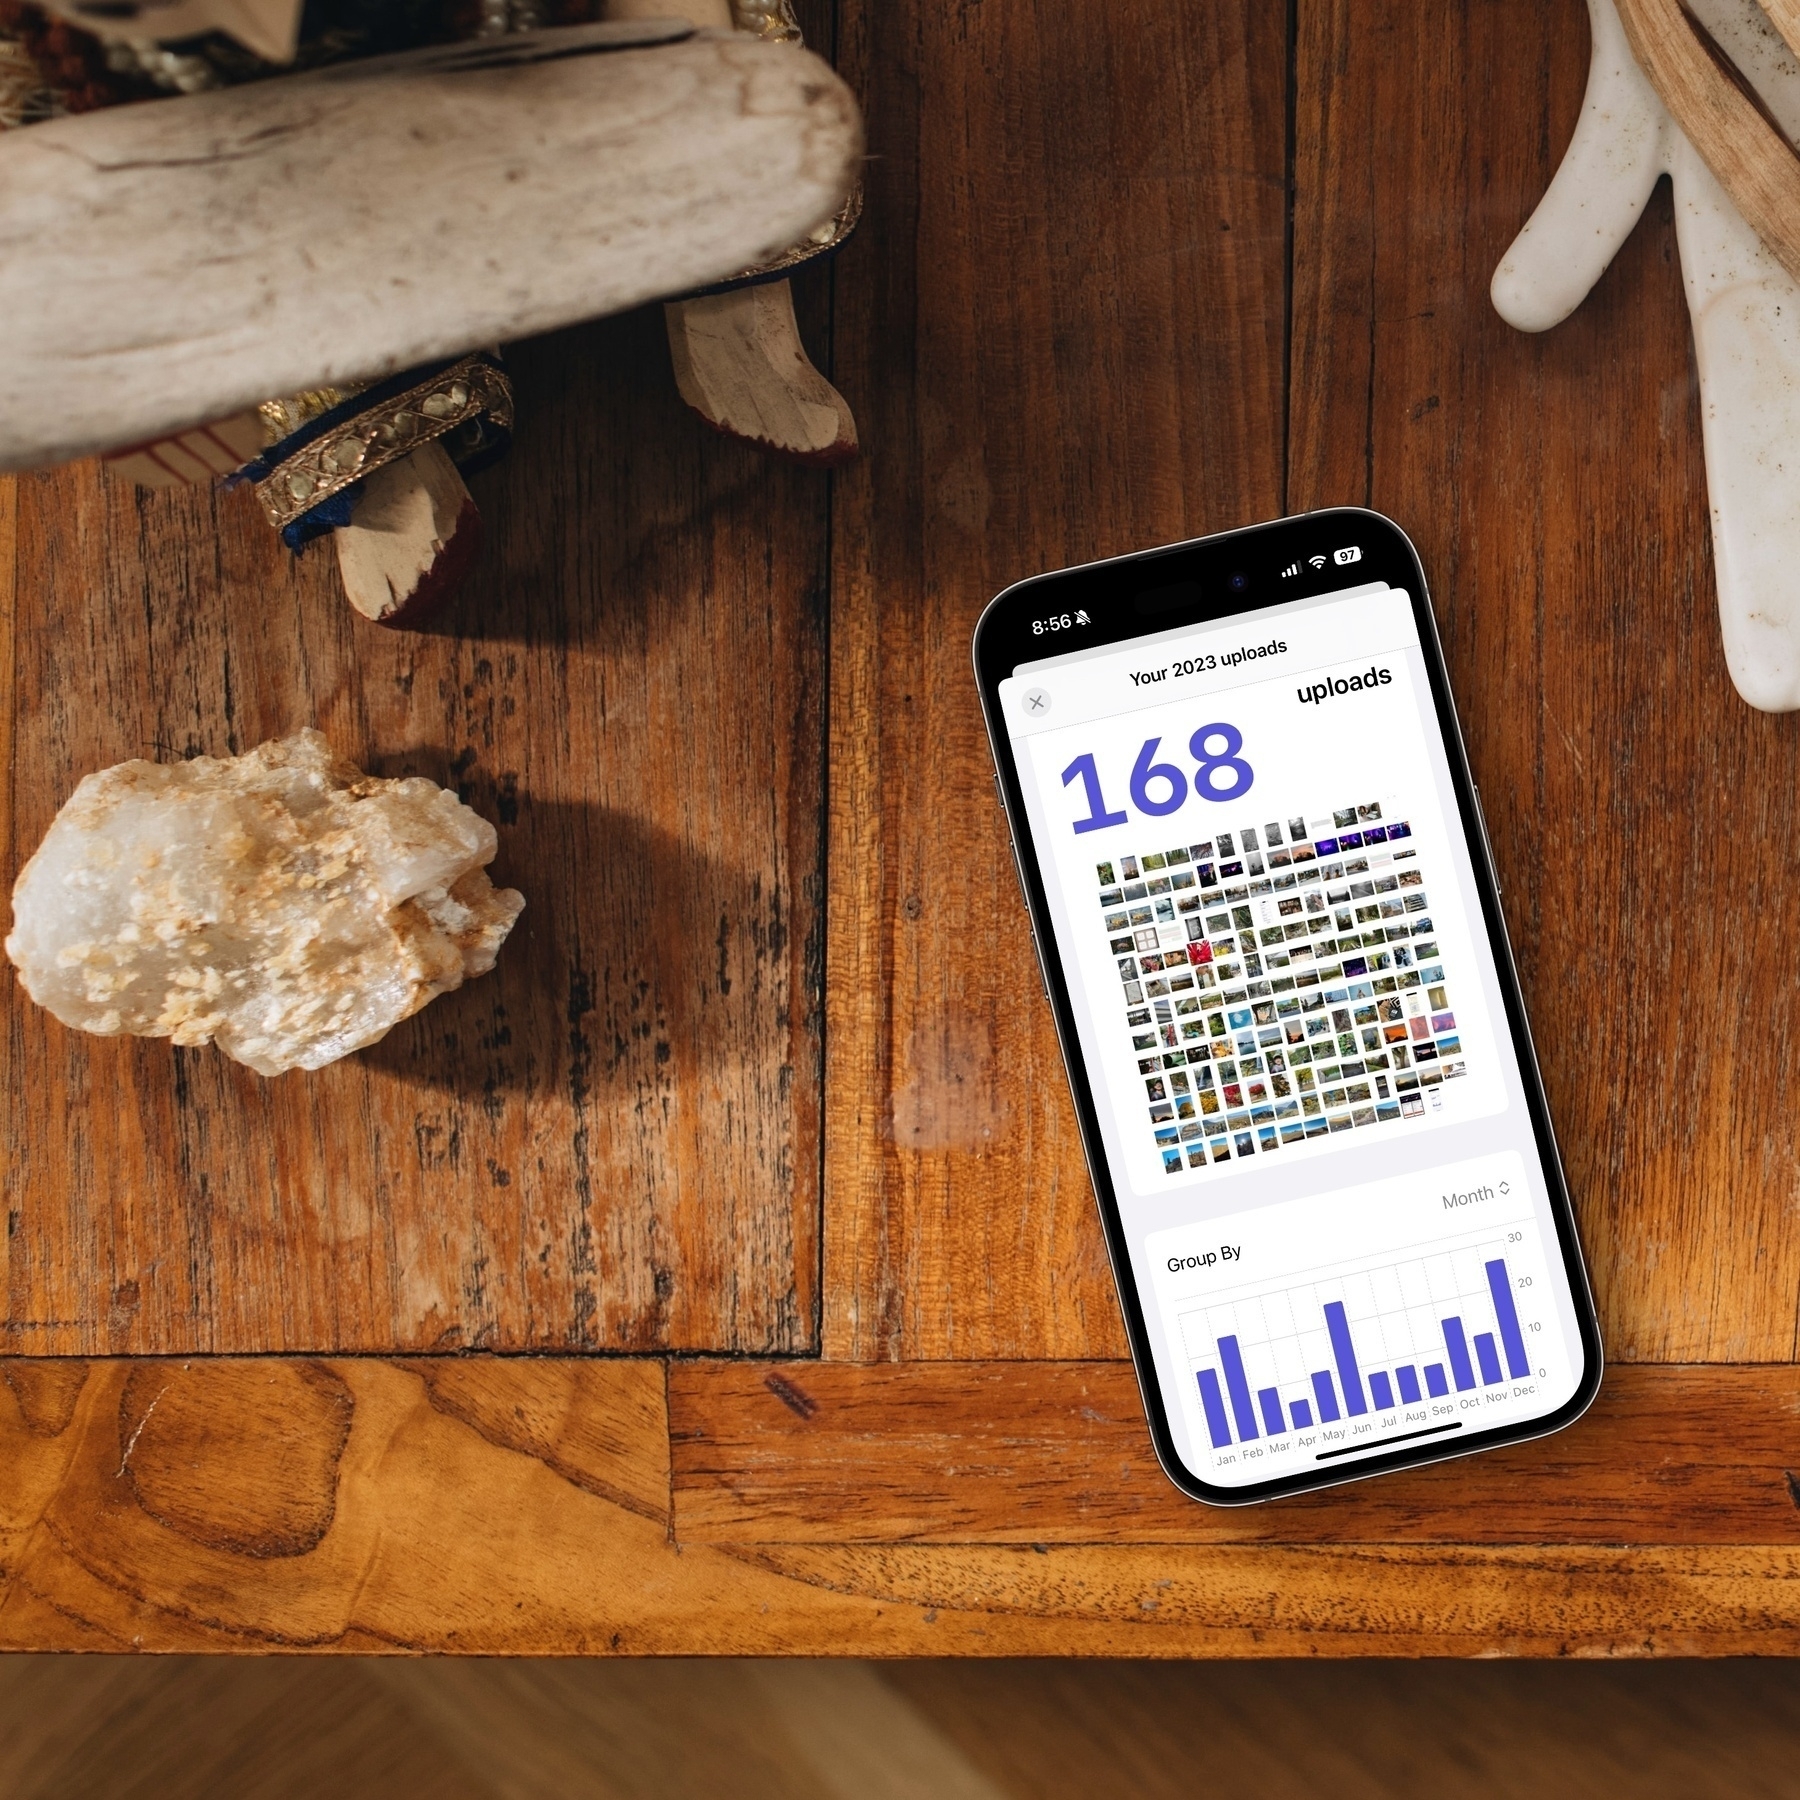 8:56
97
Your 2023 uploads
uploads
168
Month
Group By
30
20
10
0
Jan Feb Mar Apr May Jun Jul Aug Sep Oct Nov Dec